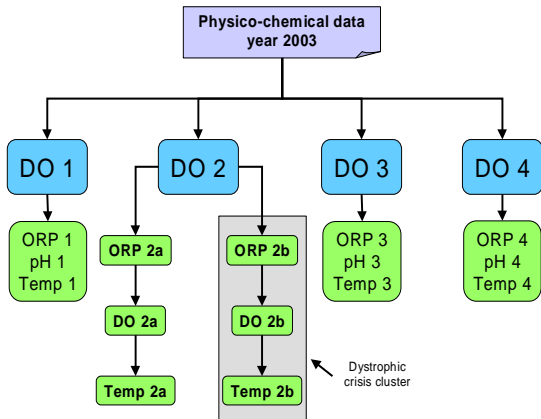 Physico-chemical data
year 2003
DO 1
DO 2
DO 3
DO 4
ORP 1
pH 1
Temp 1
ORP 2a
DO 2a
Temp 2a
ORP 2b
DO 2b
Temp 2b
ORP 3
pH 3
Temp 3
ORP 4
pH 4
Temp 4
Dystrophic
crisis cluster